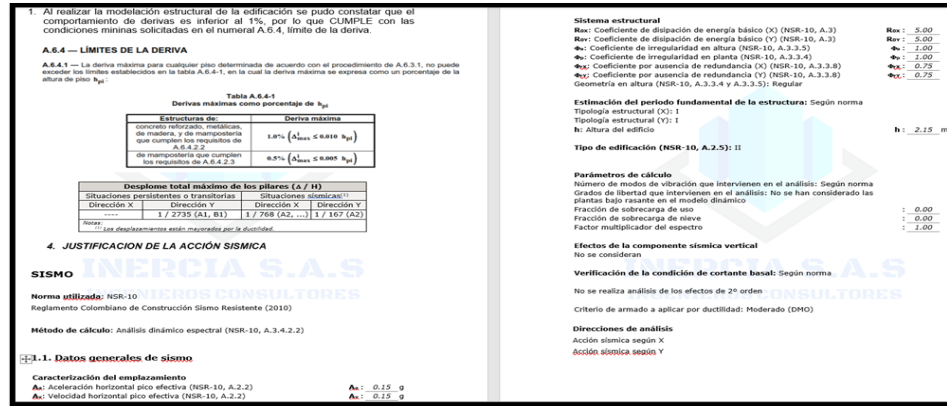 1. Al realizar la modelación estructural de la edificación se pudo constatar que el
comportamiento de derivas es inferior al 1%, por lo que CUMPLE con las
condiciones mininas solicitadas en el numeral A.6.4, límite de la deriva.
A.6.4 — LÍMITES DE LA DERIVA
A.6.4.1 — La deriva máxima para cualquier piso determinada de acuerdo con el procedimiento de A.6.3.1, no puede
exceder los límites establecidos en la tabla A.6.4-1, en la cual la deriva máxima se expresa como un porcentaje de la
altura de piso hpi:
Tabla A.6.4-1
Derivas máximas como porcentaje de hpi
Estructuras de: Deriva máxima
concreto reforzado, metálicas,
de madera, y de mampostería
que cumplen los requisitos de
A.6.4.2.2
1.0% (Δimax ≤ 0.010 hpi)
de mampostería que cumplen
los requisitos de A.6.4.2.3
0.5% (Δimax ≤ 0.005 hpi)
Desplome total máximo de los pilares (Δ / H)
Situaciones persistentes o transitorias Situaciones sísmicas(1)
Dirección X Dirección Y Dirección X Dirección Y
---- 1 / 2735 (A1, B1) 1 / 768 (A2, ...) 1 / 167 (A2)
Notas:
(1) Los desplazamientos están mayorados por la ductilidad.
4. JUSTIFICACION DE LA ACCIÓN SISMICA
INERCIA S.A.S
INGENIEROS CONSULTORES
SISMO
Norma utilizada: NSR-10
Reglamento Colombiano de Construcción Sismo Resistente (2010)
Método de cálculo: Análisis dinámico espectral (NSR-10, A.3.4.2.2)
1.1. Datos generales de sismo
Caracterización del emplazamiento
Aa: Aceleración horizontal pico efectiva (NSR-10, A.2.2) Aa : 0.15 g
Av: Velocidad horizontal pico efectiva (NSR-10, A.2.2) Av : 0.15 g
Sistema estructural
Rox: Coeficiente de disipación de energía básico (X) (NSR-10, A.3) Rox : 5.00
Roy: Coeficiente de disipación de energía básico (Y) (NSR-10, A.3) Roy : 5.00
Φa: Coeficiente de irregularidad en altura (NSR-10, A.3.3.5) Φa : 1.00
Φp: Coeficiente de irregularidad en planta (NSR-10, A.3.3.4) Φp : 1.00
Φrx: Coeficiente por ausencia de redundancia (X) (NSR-10, A.3.3.8) Φrx : 0.75
Φry: Coeficiente por ausencia de redundancia (Y) (NSR-10, A.3.3.8) Φry : 0.75
Geometría en altura (NSR-10, A.3.3.4 y A.3.3.5): Regular
Estimación del periodo fundamental de la estructura: Según norma
Tipología estructural (X): I
Tipología estructural (Y): I
h: Altura del edificio h : 2.15 m
Tipo de edificación (NSR-10, A.2.5): II
Parámetros de cálculo
Número de modos de vibración que intervienen en el análisis: Según norma
Grados de libertad que intervienen en el análisis: No se han considerado las
plantas bajo rasante en el modelo dinámico
Fracción de sobrecarga de uso : 0.00
Fracción de sobrecarga de nieve : 0.00
Factor multiplicador del espectro : 1.00
Efectos de la componente sísmica vertical
No se consideran
Verificación de la condición de cortante basal: Según norma
No se realiza análisis de los efectos de 2º orden
Criterio de armado a aplicar por ductilidad: Moderado (DMO)
Direcciones de análisis
Acción sísmica según X
Acción sísmica según Y